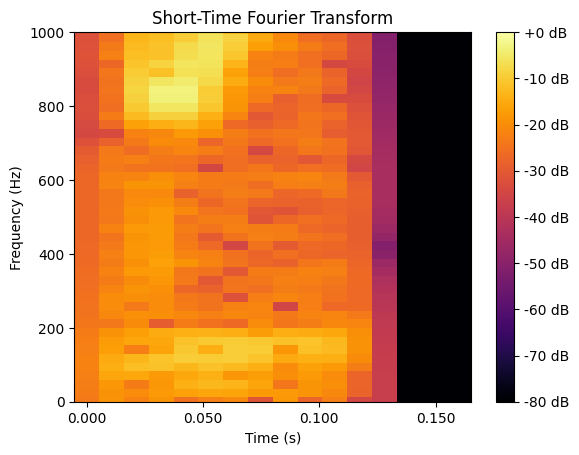 Short-Time Fourier Transform
1000
800
600
400
200
0
Frequency (Hz)
0.000
0.050
0.100
0.150
Time (s)
+0 dB
-10 dB
-20 dB
-30 dB
-40 dB
-50 dB
-60 dB
-70 dB
-80 dB